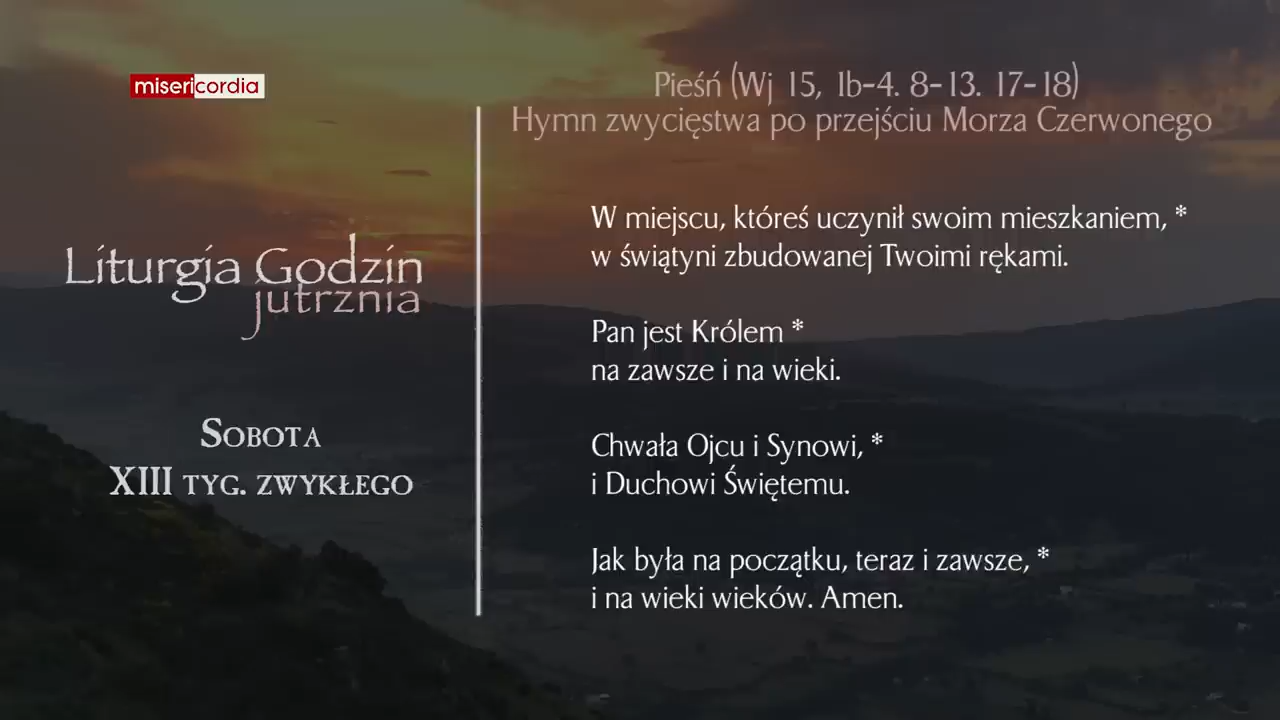 misericordia
Liturgia Godzin
jutrznia
Sobota
XIII tyg. zwykłego
Pieśń (Wj 15, 1b-4. 8-13. 17-18)
Hymn zwycięstwa po przejściu Morza Czerwonego
W miejscu, któreś uczynił swoim mieszkaniem, *
w świątyni zbudowanej Twoimi rękami.
Pan jest Królem *
na zawsze i na wieki.
Chwała Ojcu i Synowi, *
i Duchowi Świętemu.
Jak była na początku, teraz i zawsze, *
i na wieki wieków. Amen.